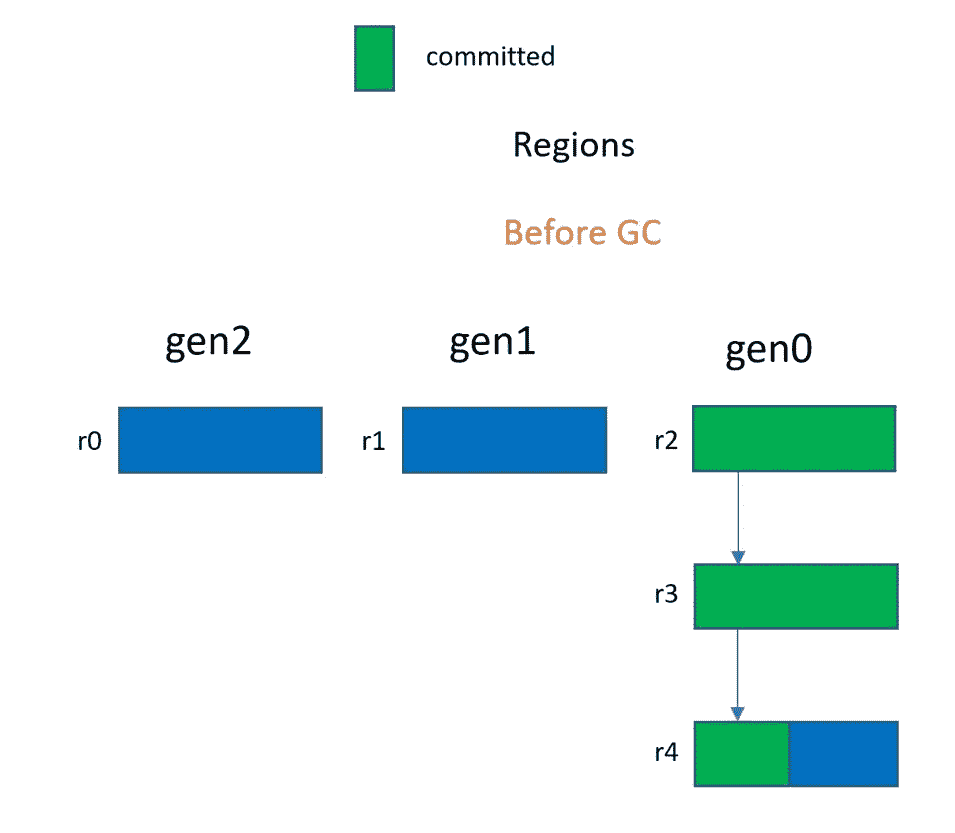 committed
Regions
Before GC
gen2
gen1
gen0
r0
r1
r2
r3
r4